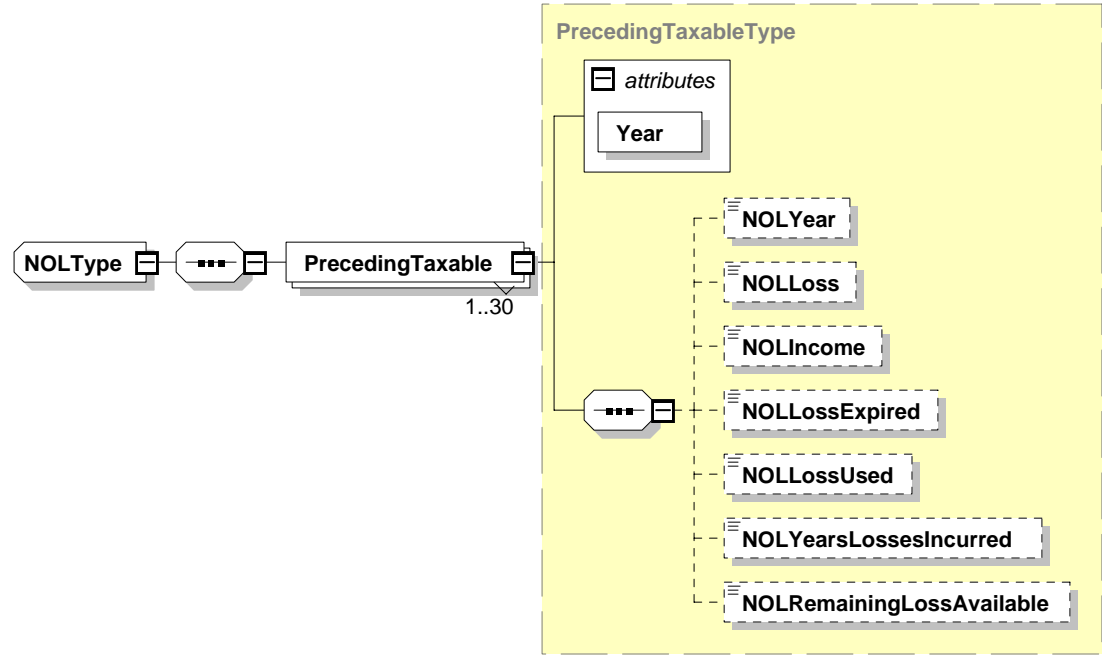 PrecedingTaxableType
attributes
Year
NOLType
PrecedingTaxable
1..30
NOLYear
NOLLoss
NOLIncome
NOLLossExpired
NOLLossUsed
NOLYearsLossesIncurred
NOLRemainingLossAvailable